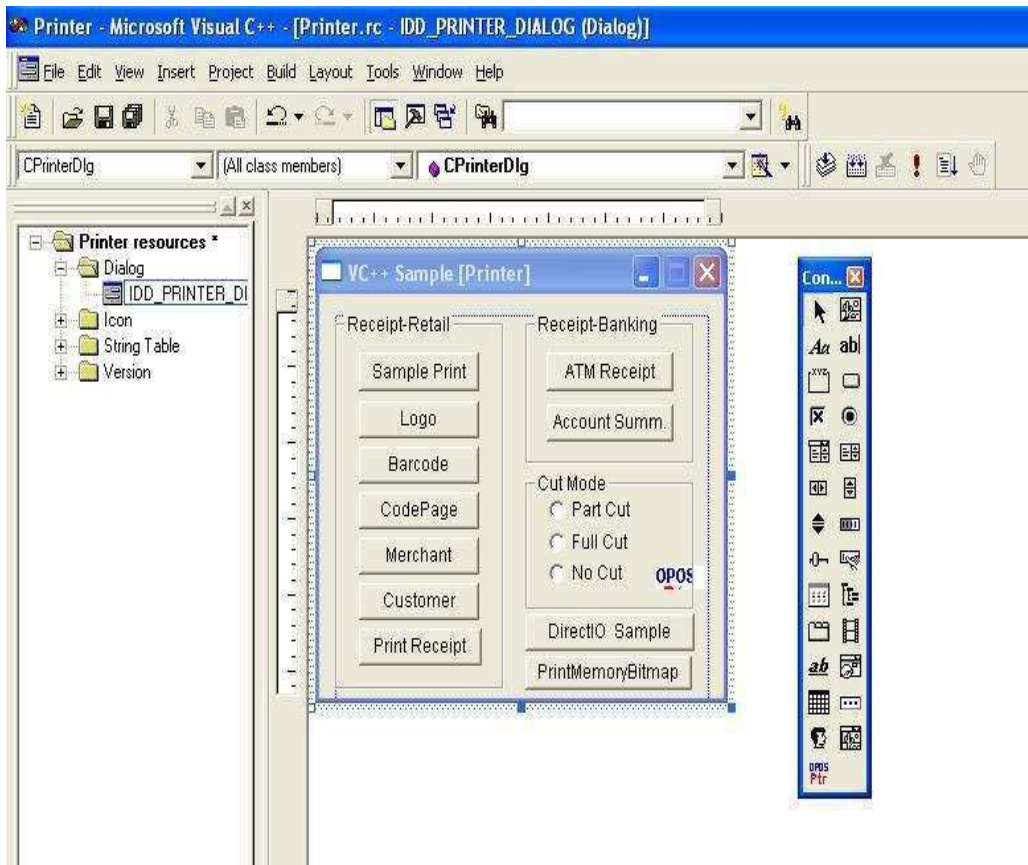 Printer - Microsoft Visual C++ - [Printer.rc - IDD_PRINTER_DIALOG (Dialog)]
File Edit View Insert Project Build Layout Tools Window Help
CPrinterDlg (All class members) CPrinterDlg
Printer resources *
Dialog
IDD_PRINTER_DI
Icon
String Table
Version
VC++ Sample [Printer]
Receipt-Retail
Sample Print
Logo
Barcode
CodePage
Merchant
Customer
Print Receipt
Receipt-Banking
ATM Receipt
Account Summ.
Cut Mode
Part Cut
Full Cut
No Cut
OPOS
DirectIO Sample
PrintMemoryBitmap
Con...
Aa ab|
XYZ
ab
OPOS
Ptr